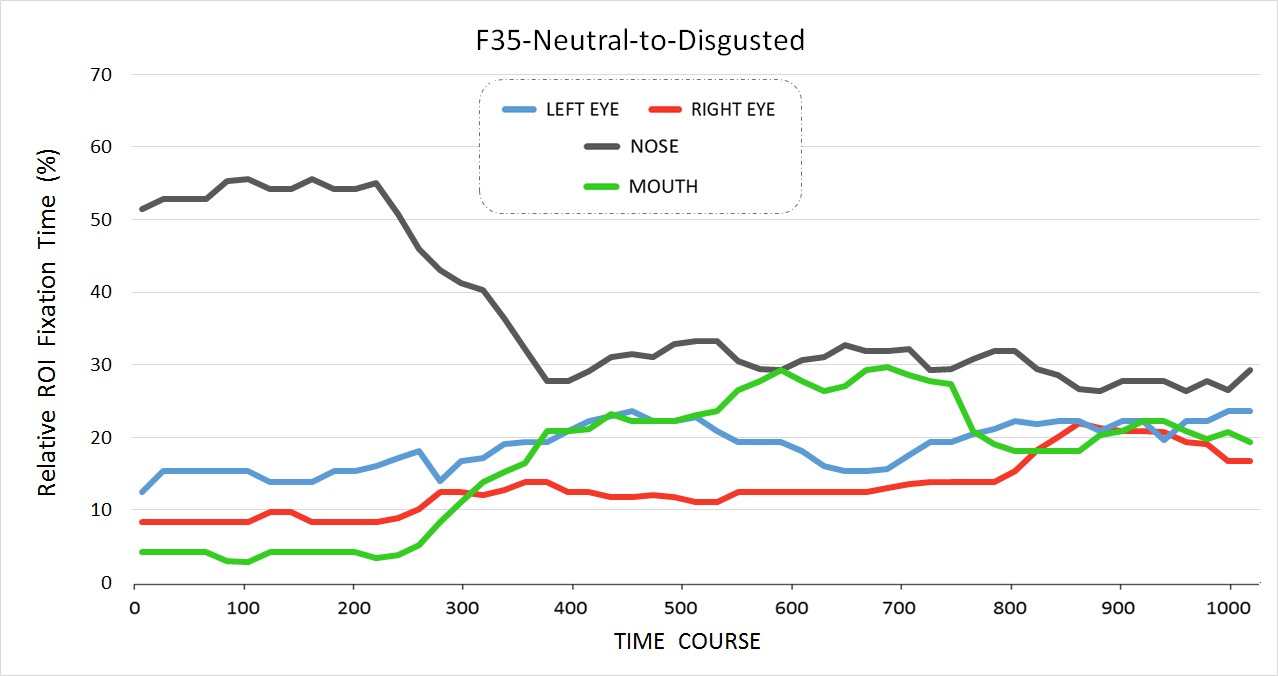 F35-Neutral-to-Disgusted
LEFT EYE RIGHT EYE
NOSE
MOUTH
Relative ROI Fixation Time (%)
70
60
50
40
30
20
10
0
0 100 200 300 400 500 600 700 800 900 1000
TIME COURSE